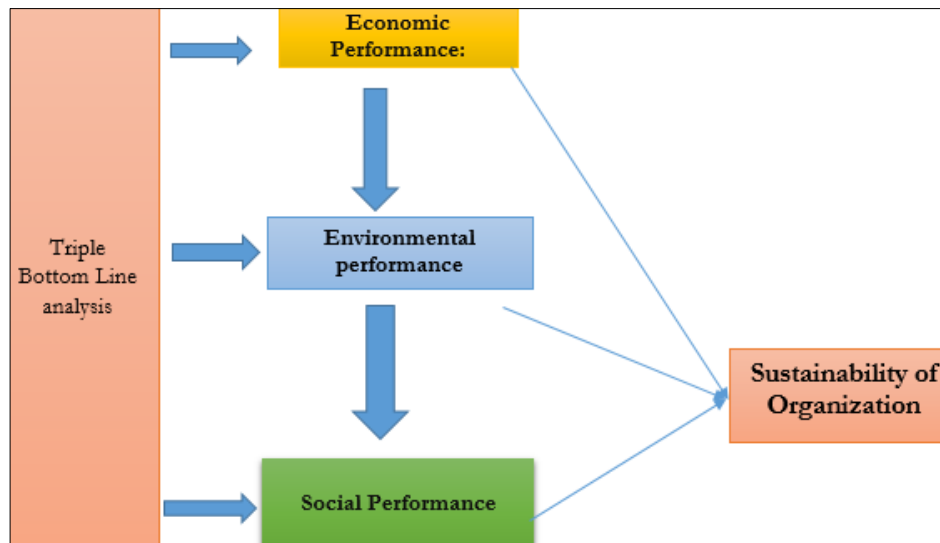 Economic
Performance:
Triple
Bottom Line
analysis
Environmental
performance
Sustainability of
Organization
Social Performance